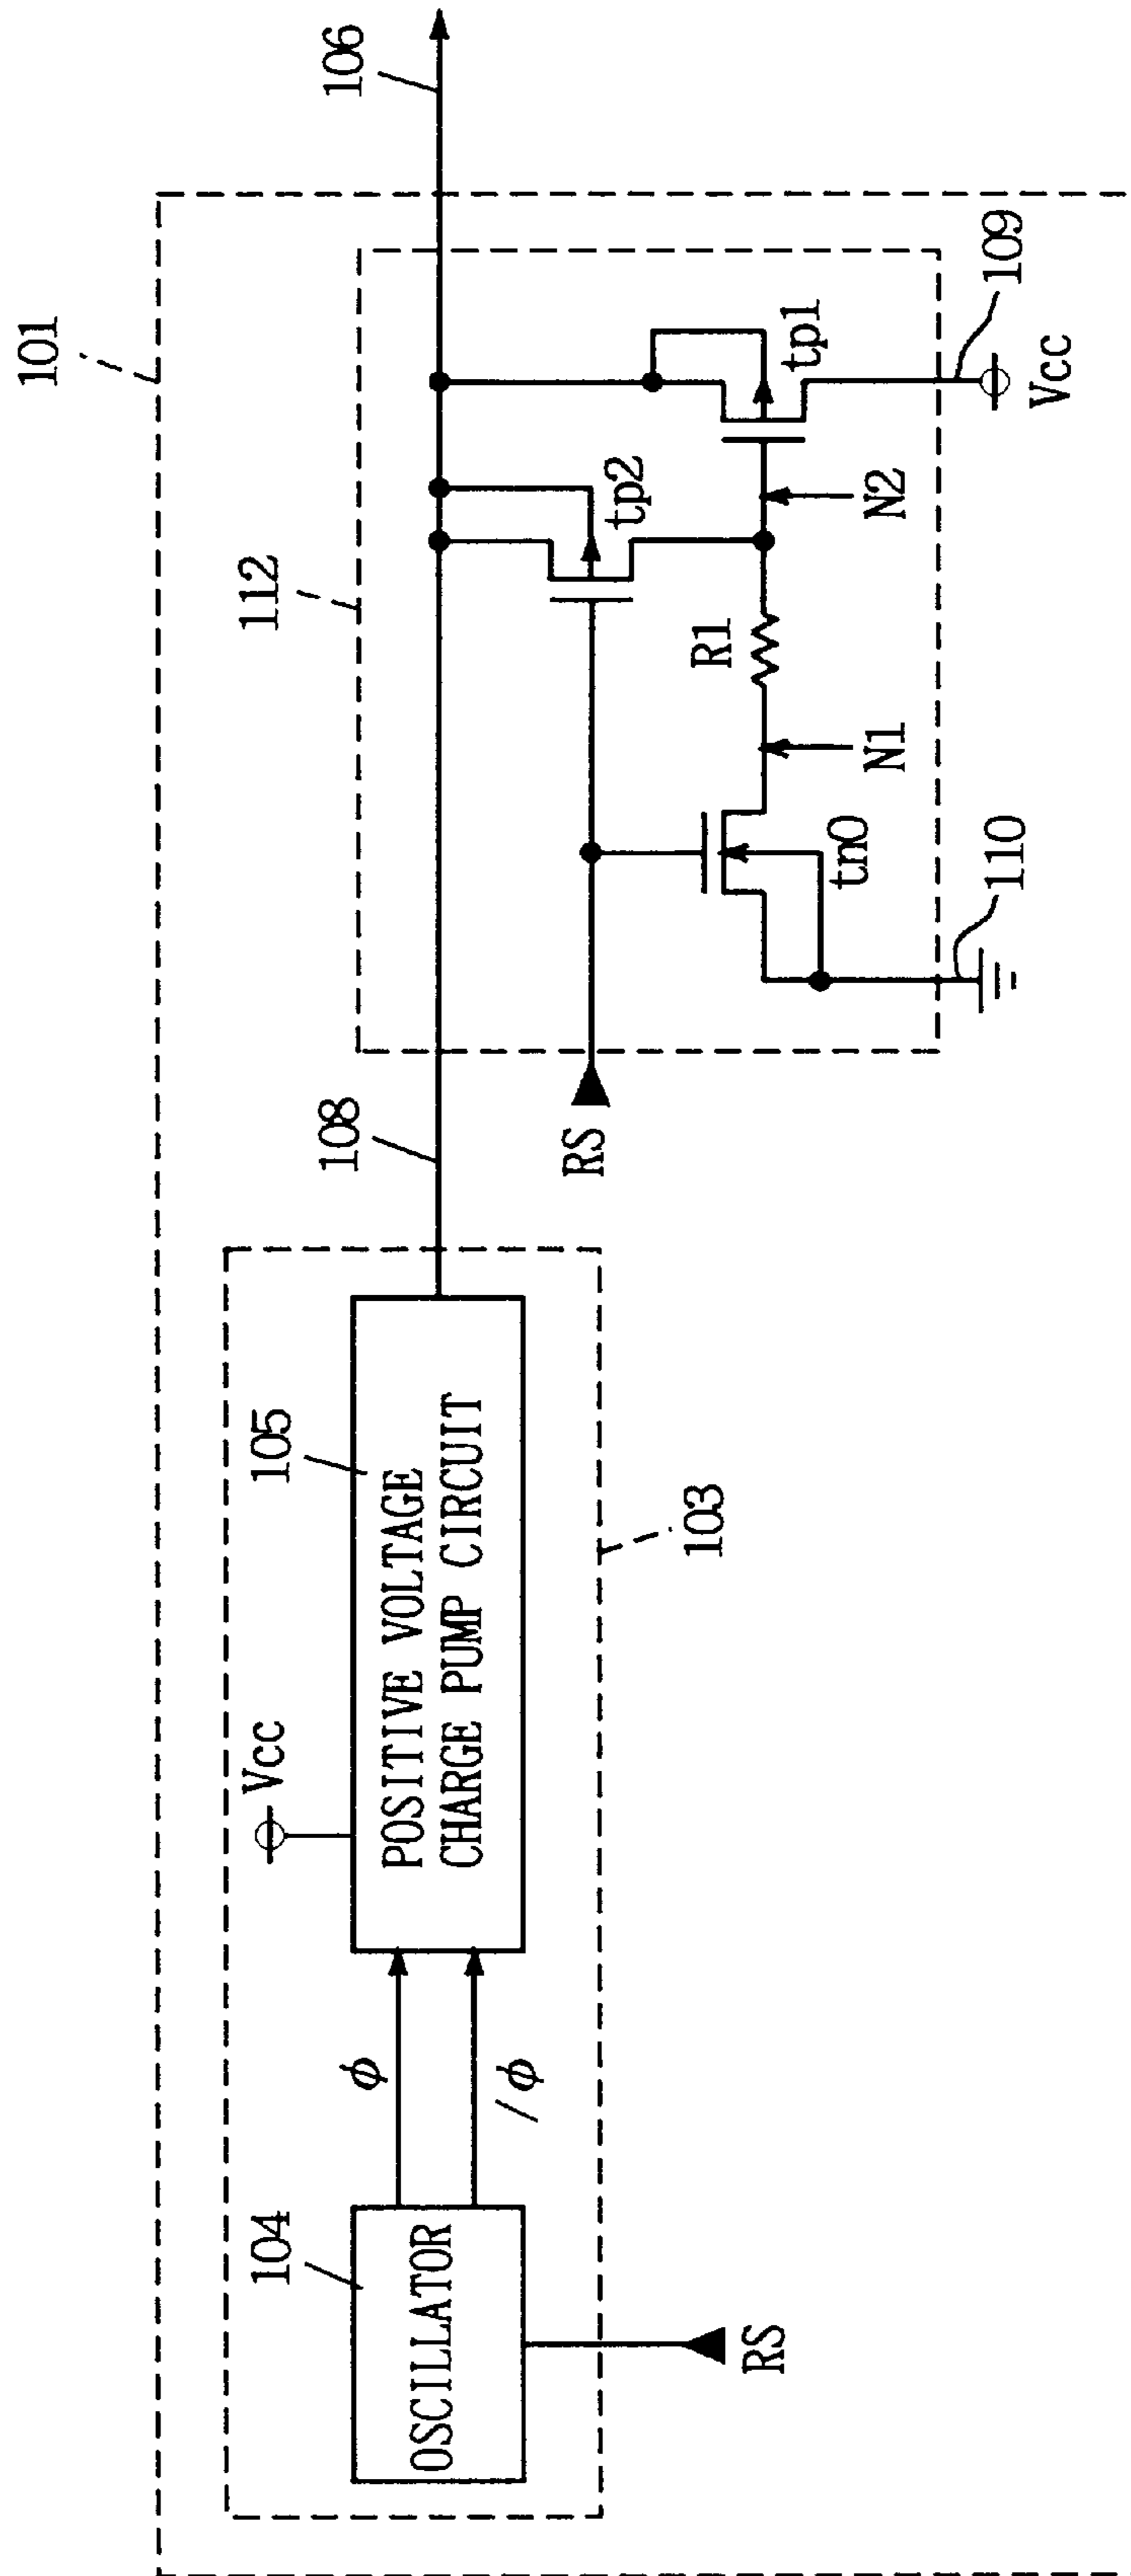 101
103
104
OSCILLATOR
RS
φ
/φ
Vcc
105
POSITIVE VOLTAGE
CHARGE PUMP CIRCUIT
108
106
112
RS
tp2
tp1
R1
N1
N2
tn0
110
109
Vcc